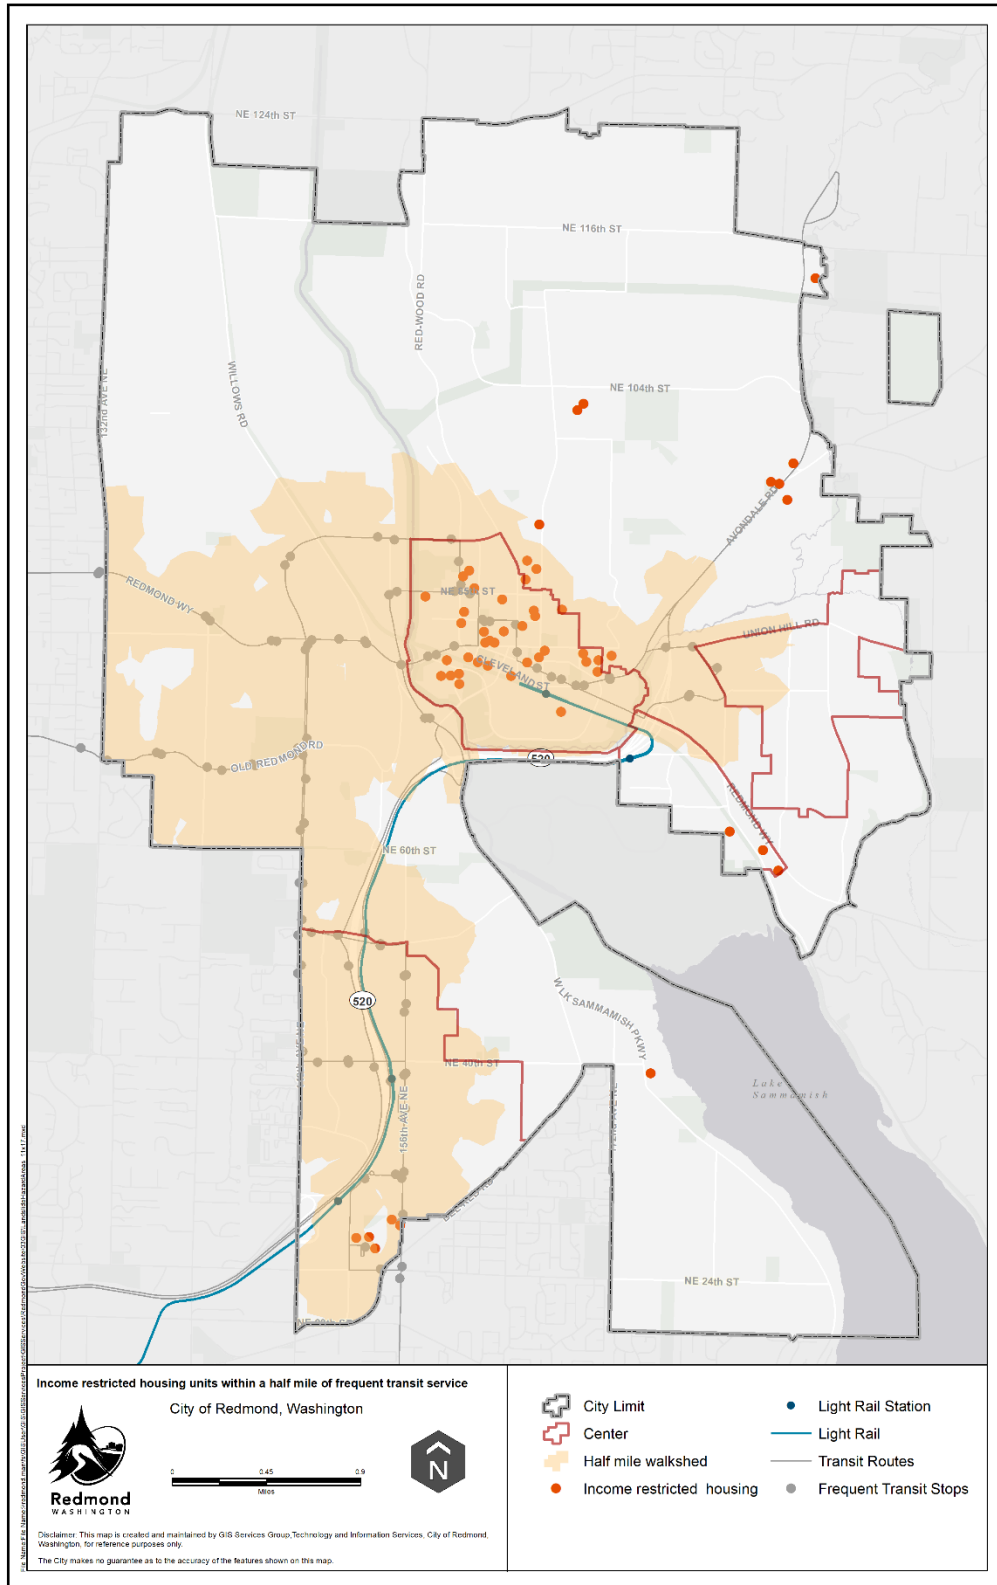 NE 124th ST
NE 116th ST
RED-WOOD RD
132nd AVE NE
WILLOWS RD
NE 104th ST
AVONDALE RD
REDMOND WY
NE 85th ST
UNION HILL RD
CLEVELAND ST
OLD REDMOND RD
520
REDMOND WY
NE 60th ST
520
W LK SAMMAMISH PKWY
NE 40th ST
156th AVE NE
Lake
Sammamish
NE 24th ST
Income restricted housing units within a half mile of frequent transit service
City of Redmond, Washington
0 0.45 0.9
Miles
N
Redmond
WASHINGTON
Disclaimer: This map is created and maintained by GIS Services Group,Technology and Information Services, City of Redmond,
Washington, for reference purposes only.
The City makes no guarantee as to the accuracy of the features shown on this map.
City Limit
Center
Half mile walkshed
Income restricted housing
Light Rail Station
Light Rail
Transit Routes
Frequent Transit Stops